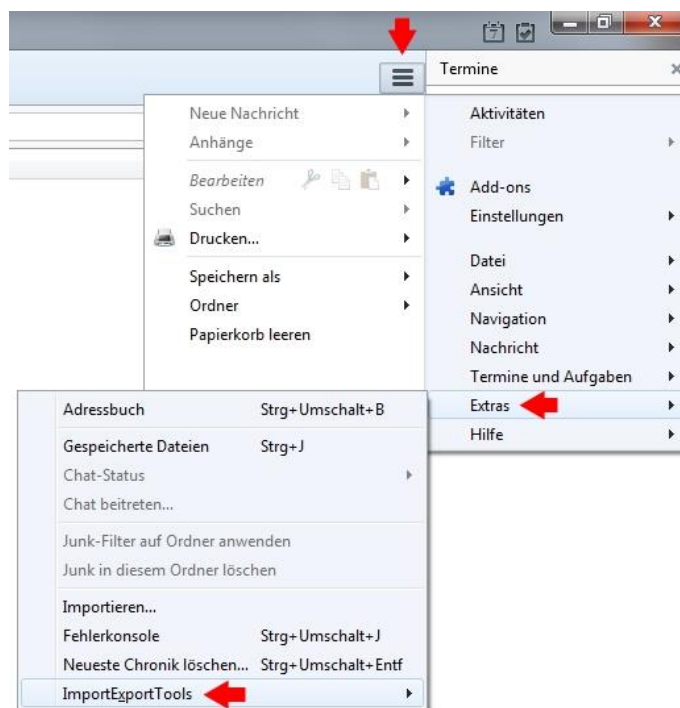 7
Termine
Neue Nachricht
Anhänge
Bearbeiten
Suchen
Drucken...
Speichern als
Ordner
Papierkorb leeren
Aktivitäten
Filter
Add-ons
Einstellungen
Datei
Ansicht
Navigation
Nachricht
Termine und Aufgaben
Extras
Hilfe
Adressbuch Strg+Umschalt+B
Gespeicherte Dateien Strg+J
Chat-Status
Chat beitreten...
Junk-Filter auf Ordner anwenden
Junk in diesem Ordner löschen
Importieren...
Fehlerkonsole Strg+Umschalt+J
Neueste Chronik löschen... Strg+Umschalt+Entf
ImportExportTools